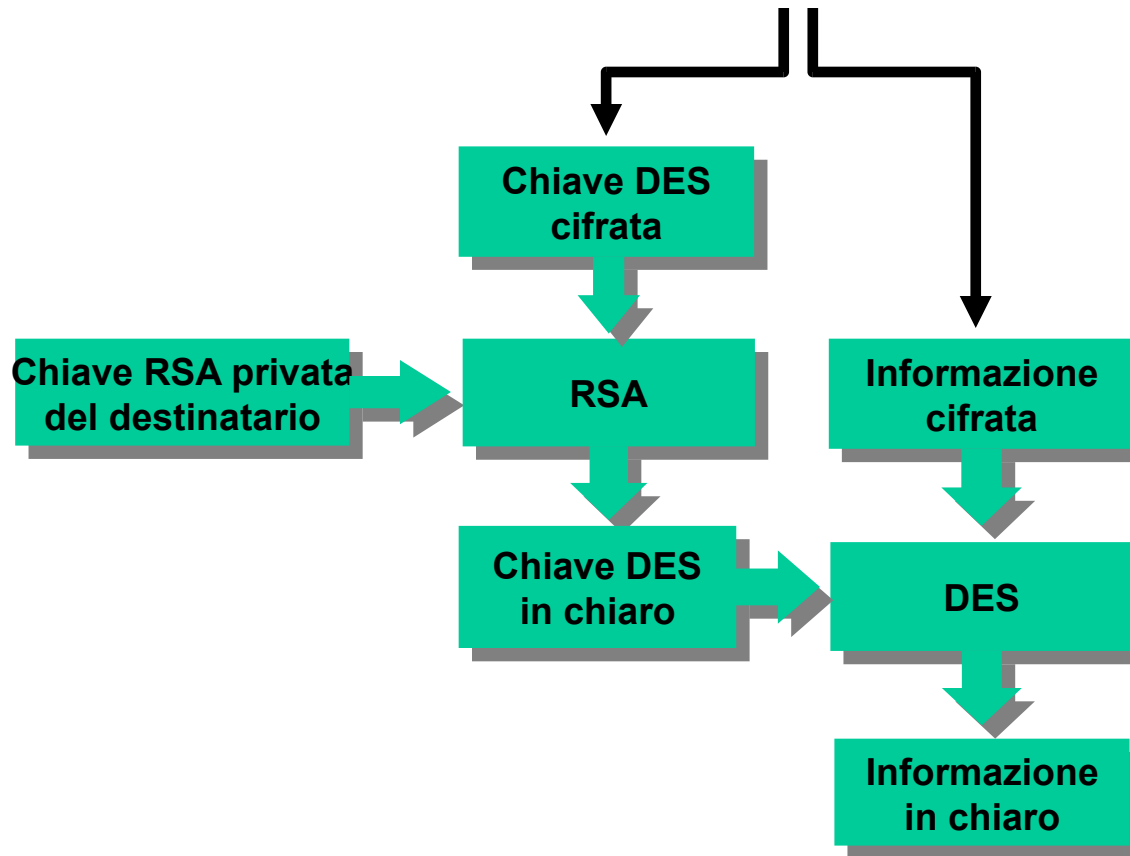 Chiave DES
cifrata
Chiave RSA privata
del destinatario
RSA
Informazione
cifrata
Chiave DES
in chiaro
DES
Informazione
in chiaro